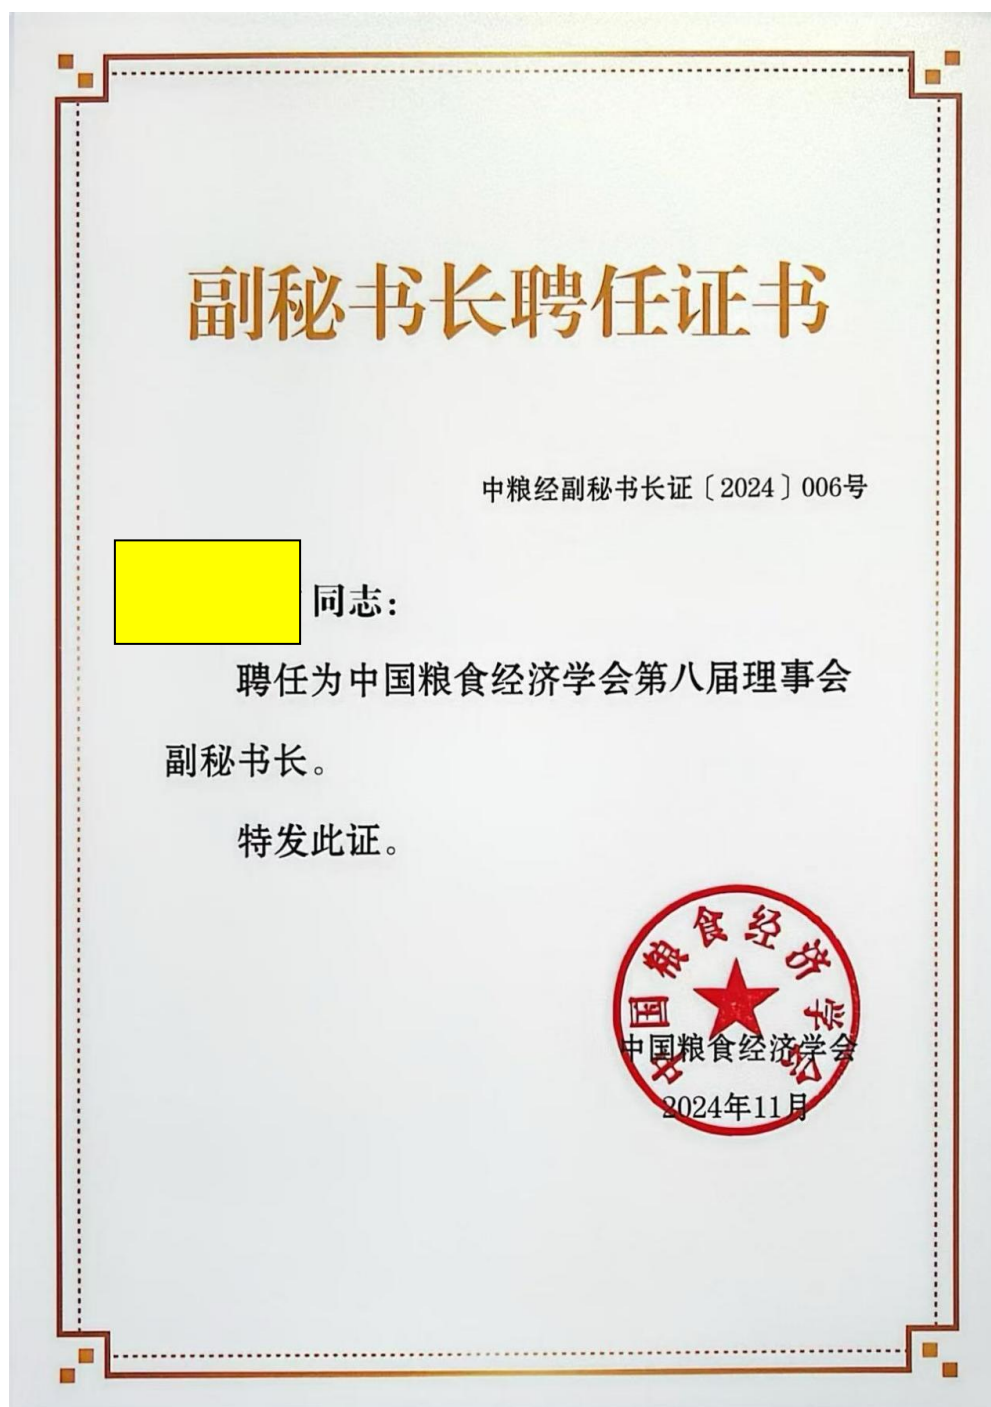 副秘书长聘任证书
中粮经副秘书长证〔2024〕006号
同志：
聘任为中国粮食经济学会第八届理事会
副秘书长。
特发此证。
中国粮食经济学会
中国粮食经济学会
2024年11月